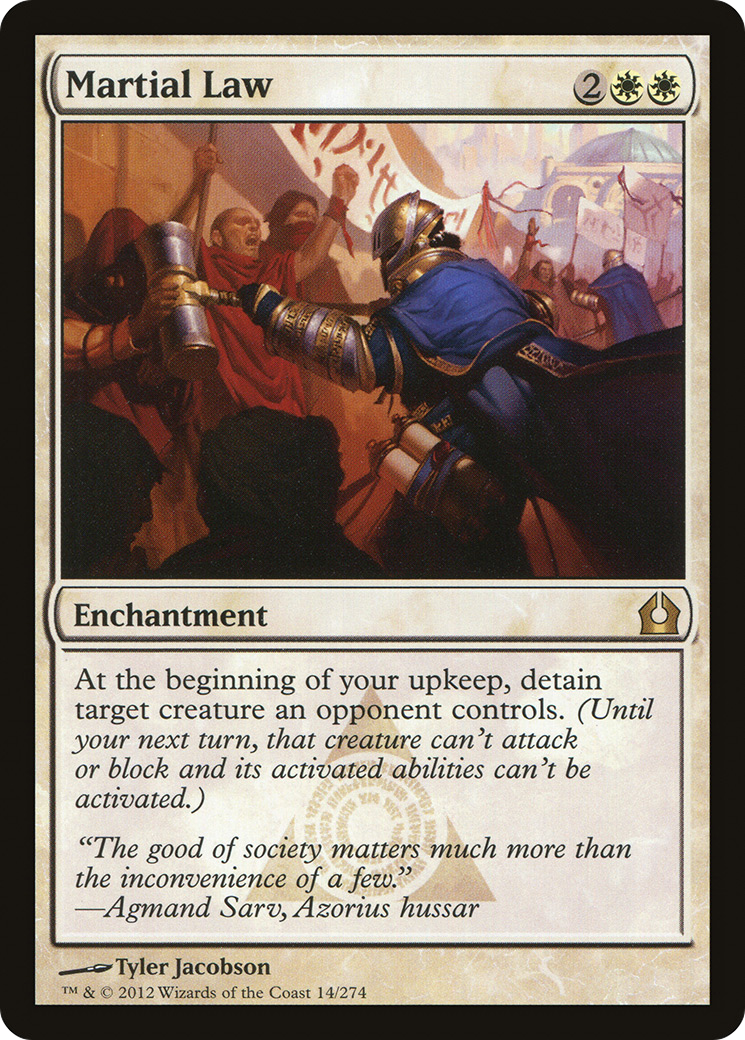 Martial Law 2
Enchantment
At the beginning of your upkeep, detain
target creature an opponent controls. (Until
your next turn, that creature can't attack
or block and its activated abilities can't be
activated.)
“The good of society matters much more than
the inconvenience of a few.”
—Agmand Sarv, Azorius hussar
Tyler Jacobson
™ & © 2012 Wizards of the Coast 14/274